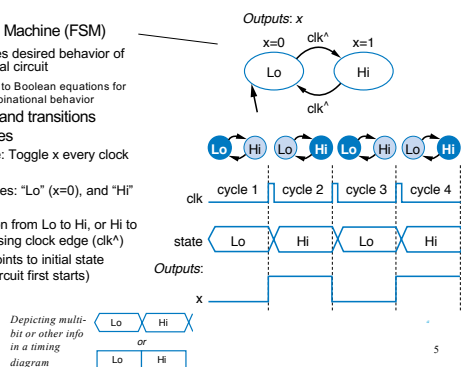 Machine (FSM)
es desired behavior of
al circuit
to Boolean equations for
binational behavior
and transitions
es
e: Toggle x every clock
es: “Lo” (x=0), and “Hi”
n from Lo to Hi, or Hi to
sing clock edge (clk^)
oints to initial state
rcuit first starts)
Depicting multi-
bit or other info
in a timing
diagram
Lo Hi
or
Lo Hi
Outputs: x
x=0 clk^ x=1
Lo Hi
clk^
Lo Hi Lo Hi Lo Hi Lo Hi
clk cycle 1 cycle 2 cycle 3 cycle 4
state Lo Hi Lo Hi
Outputs:
x
5